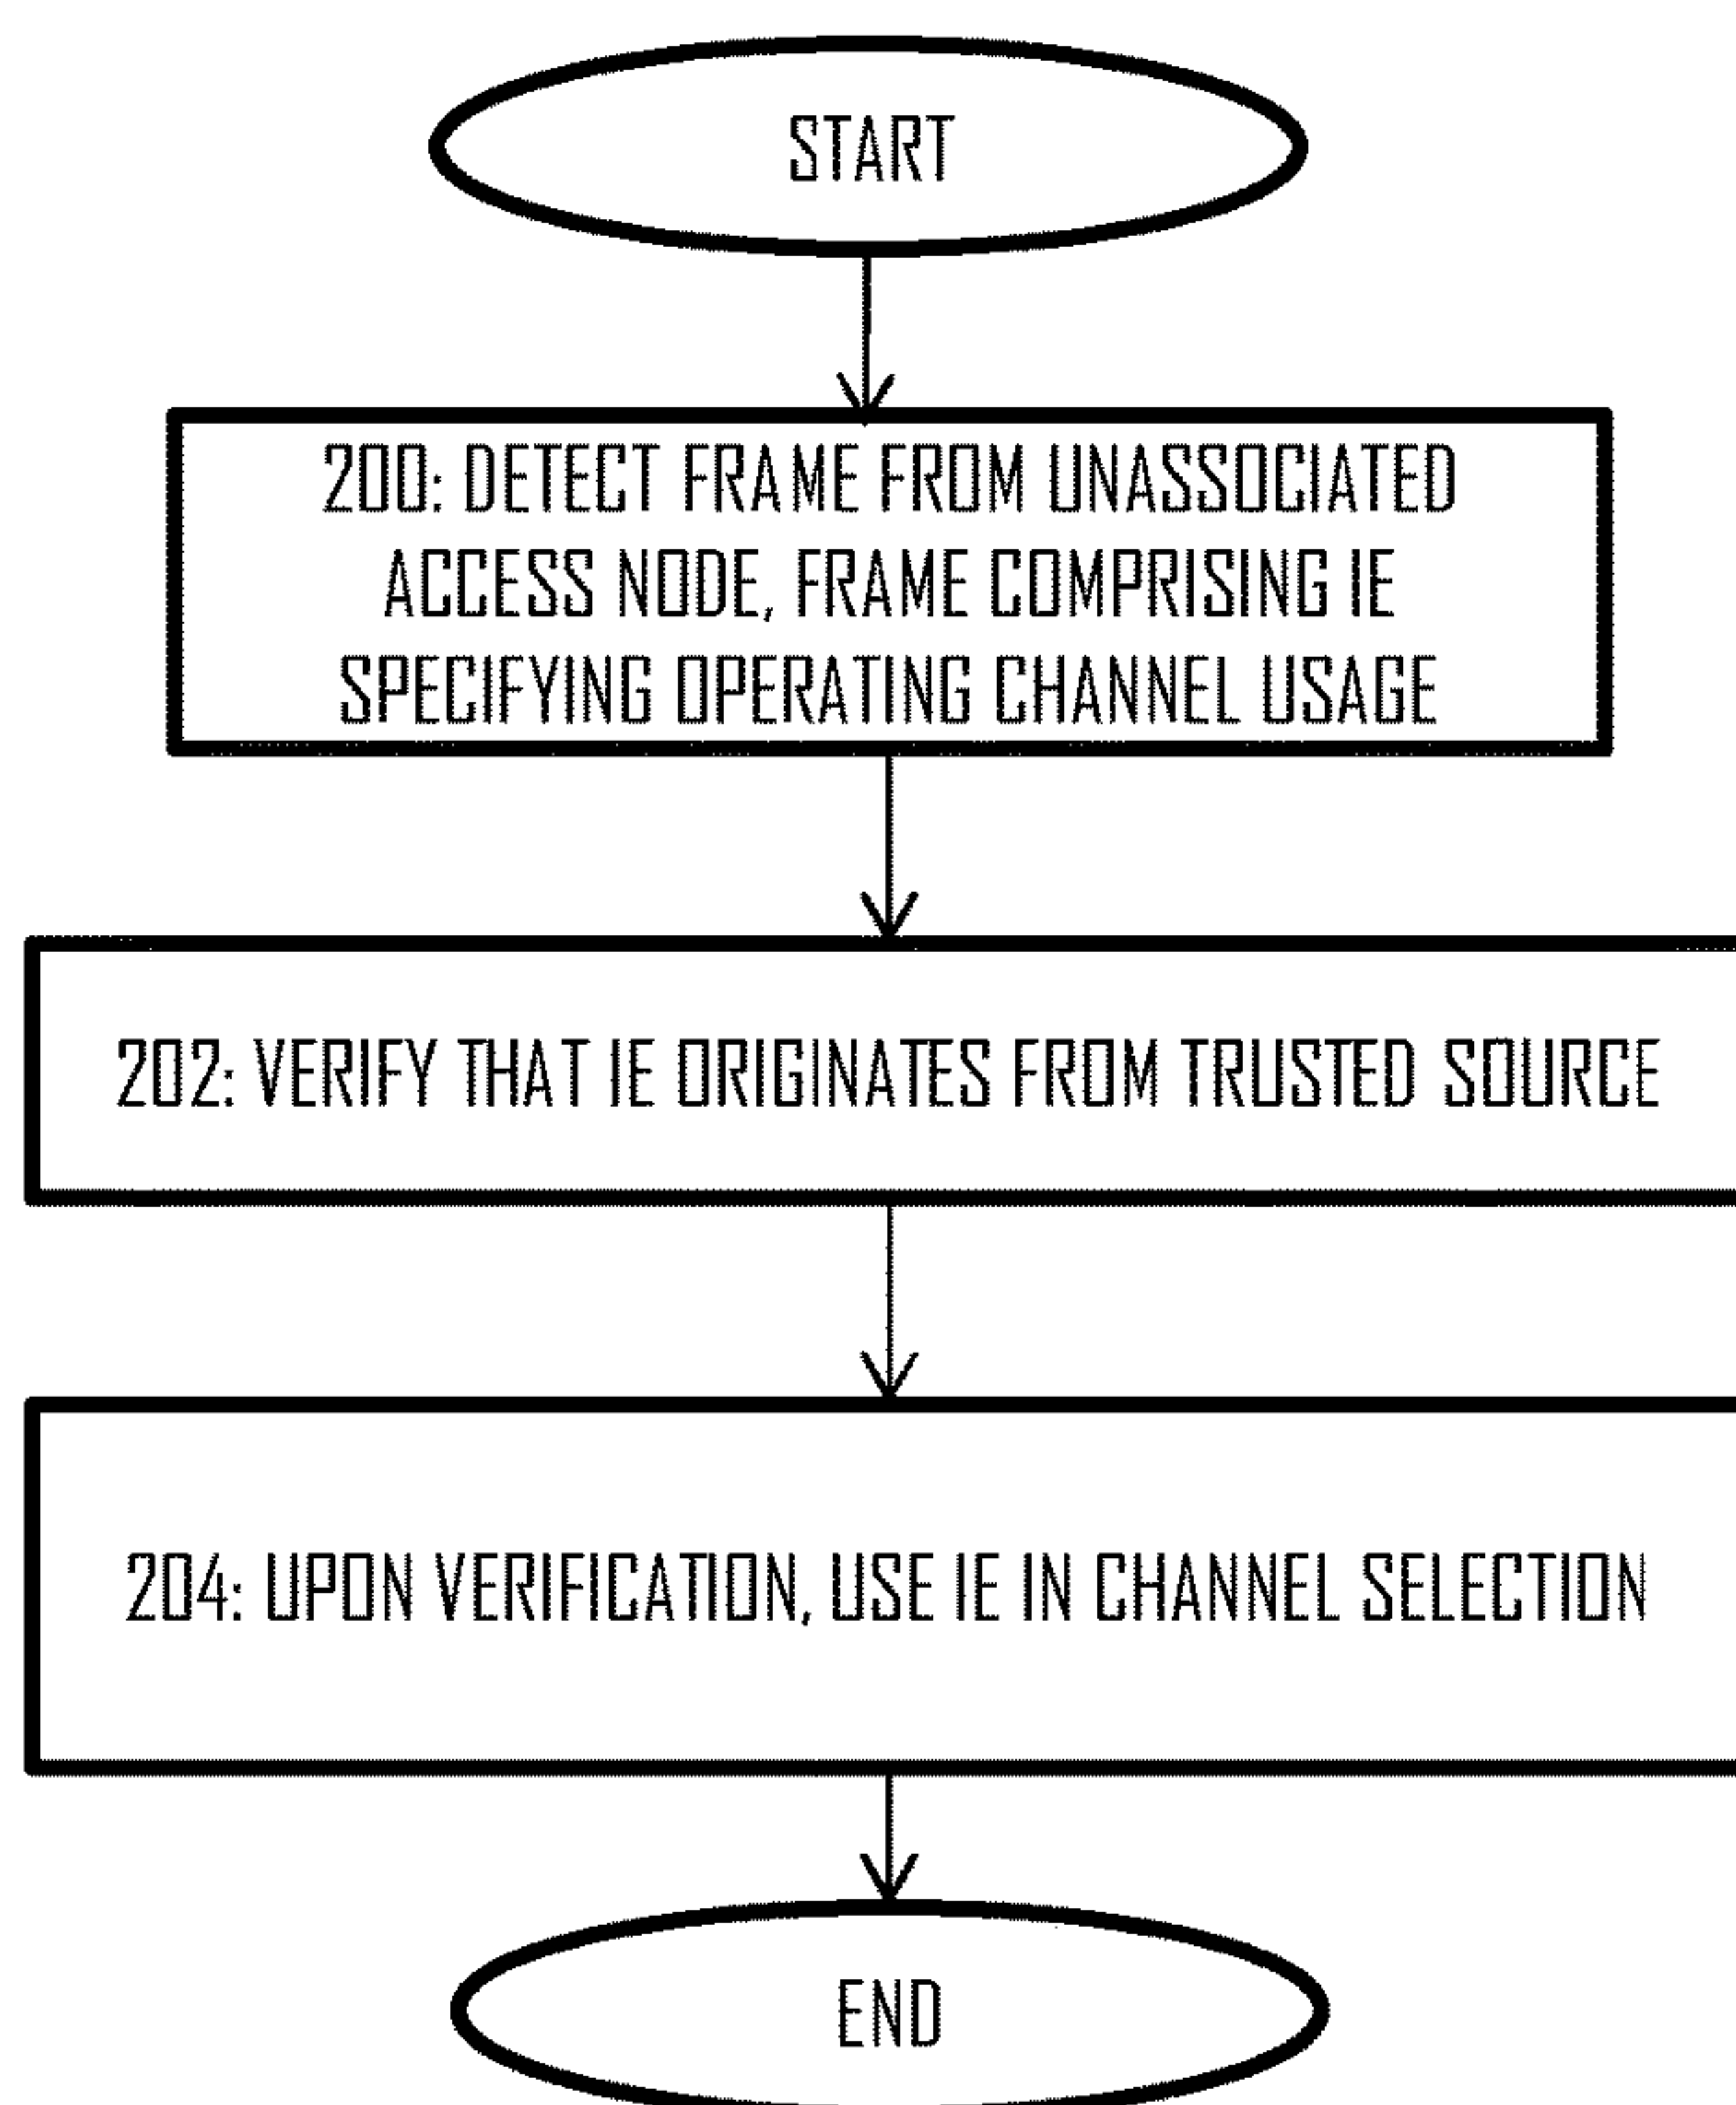 START
200: DETECT FRAME FROM UNASSOCIATED
ACCESS NODE, FRAME COMPRISING IE
SPECIFYING OPERATING CHANNEL USAGE
202: VERIFY THAT IE ORIGINATES FROM TRUSTED SOURCE
204: UPON VERIFICATION, USE IE IN CHANNEL SELECTION
END